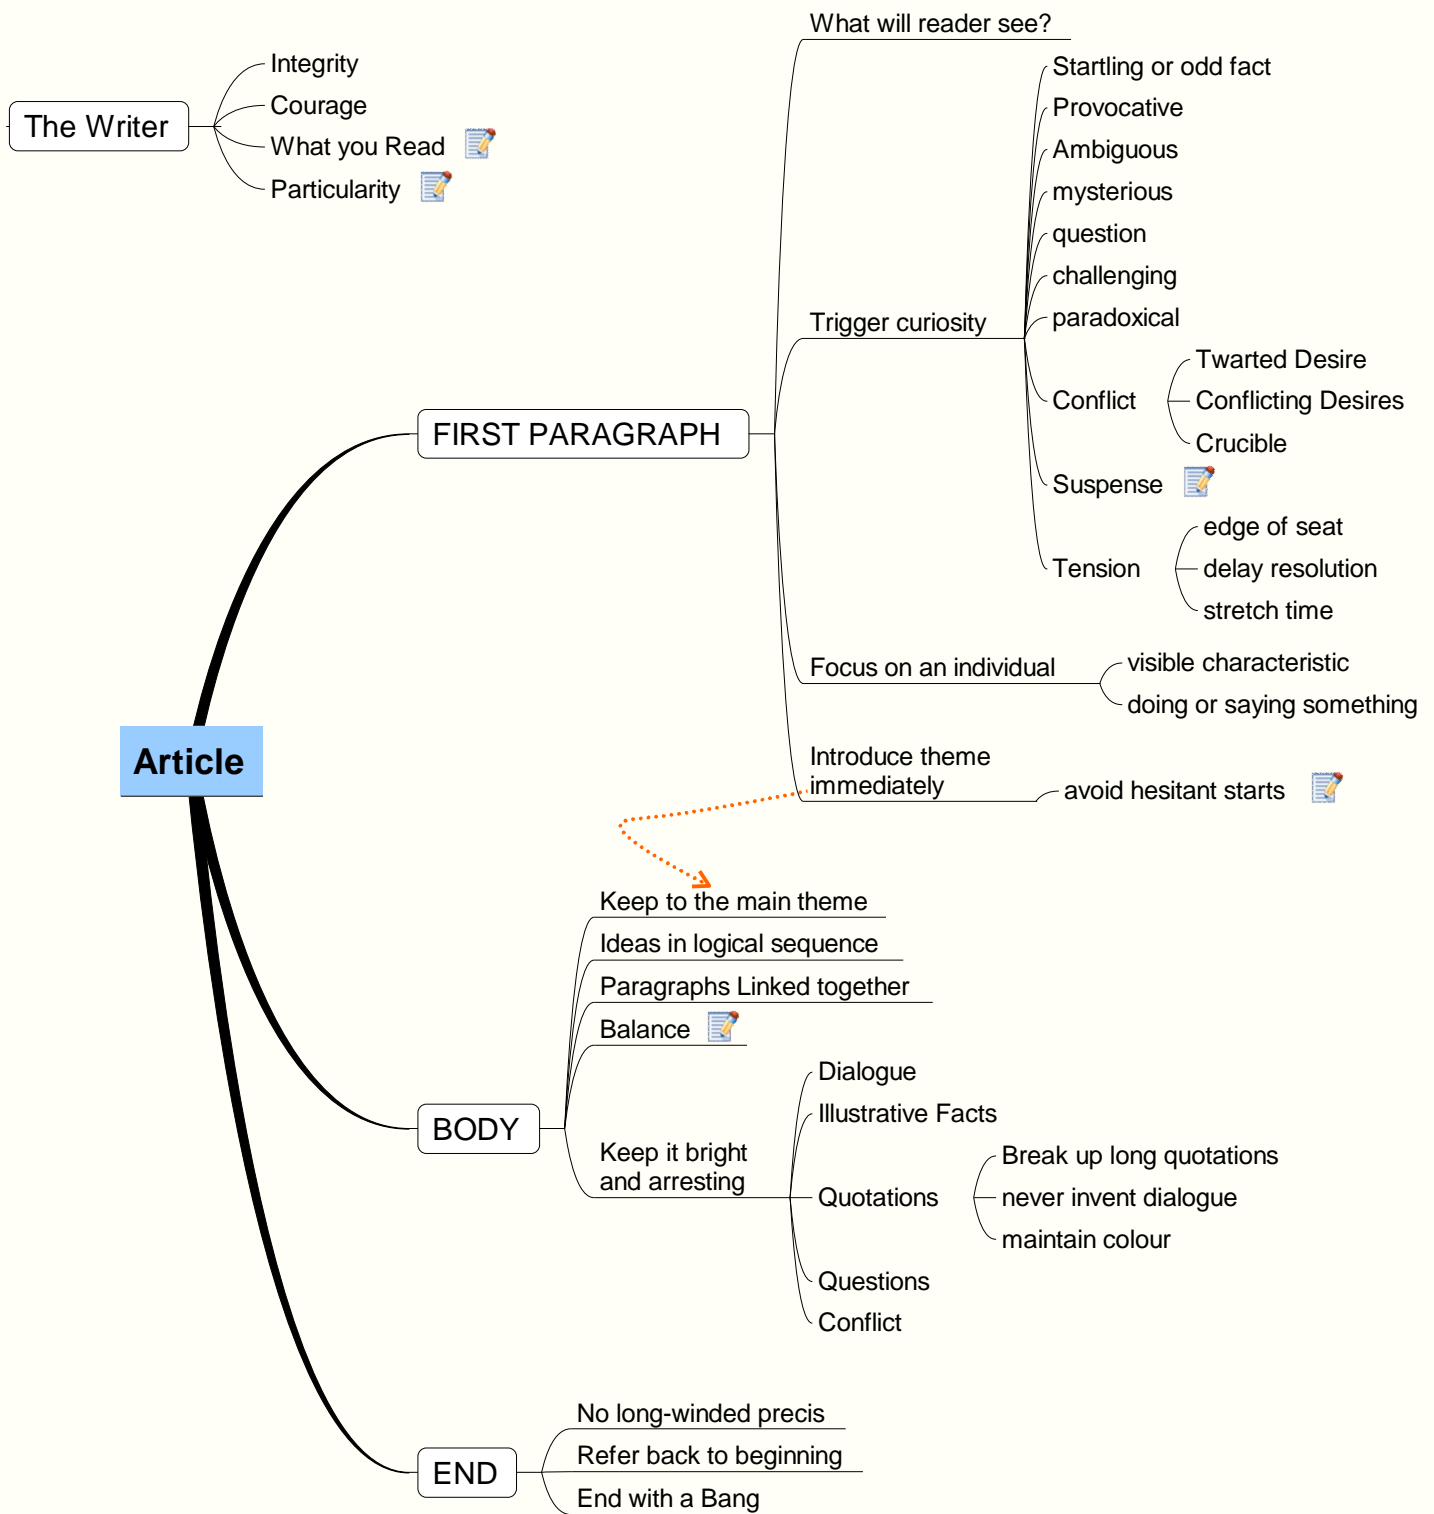 The Writer
Integrity
Courage
What you Read
Particularity
Article
FIRST PARAGRAPH
What will reader see?
Trigger curiosity
Startling or odd fact
Provocative
Ambiguous
mysterious
question
challenging
paradoxical
Conflict
Twarted Desire
Conflicting Desires
Crucible
Suspense
Tension
edge of seat
delay resolution
stretch time
Focus on an individual
visible characteristic
doing or saying something
Introduce theme
immediately
avoid hesitant starts
BODY
Keep to the main theme
Ideas in logical sequence
Paragraphs Linked together
Balance
Keep it bright
and arresting
Dialogue
Illustrative Facts
Quotations
Break up long quotations
never invent dialogue
maintain colour
Questions
Conflict
END
No long-winded precis
Refer back to beginning
End with a Bang